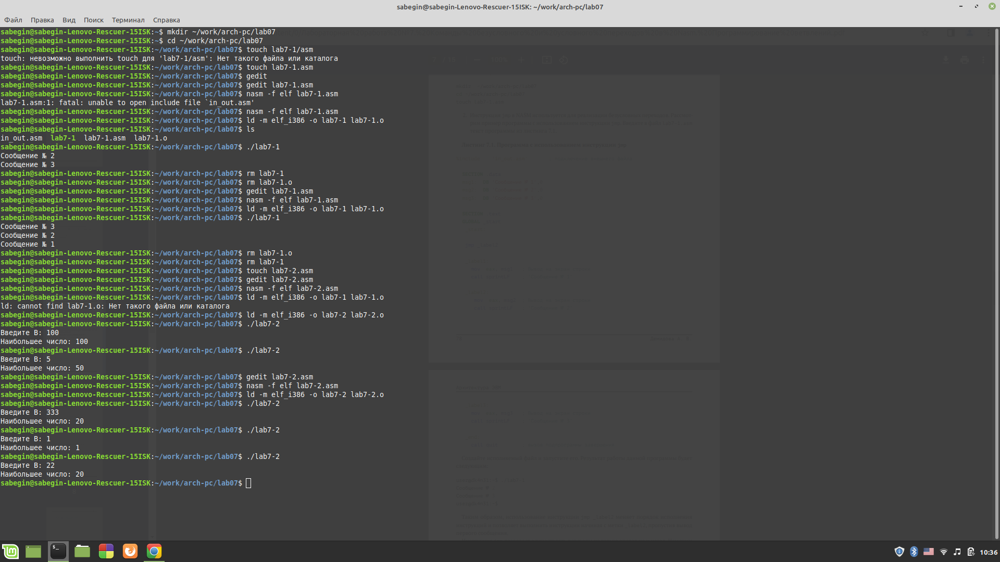 sabegin@sabegin-Lenovo-Rescuer-15ISK: ~/work/arch-pc/lab07
Файл Правка Вид Поиск Терминал Справка
sabegin@sabegin-Lenovo-Rescuer-15ISK:~$ mkdir ~/work/arch-pc/lab07
sabegin@sabegin-Lenovo-Rescuer-15ISK:~$ cd ~/work/arch-pc/lab07
sabegin@sabegin-Lenovo-Rescuer-15ISK:~/work/arch-pc/lab07$ touch lab7-1/asm
touch: невозможно выполнить touch для 'lab7-1/asm': Нет такого файла или каталога
sabegin@sabegin-Lenovo-Rescuer-15ISK:~/work/arch-pc/lab07$ touch lab7-1.asm
sabegin@sabegin-Lenovo-Rescuer-15ISK:~/work/arch-pc/lab07$ gedit
sabegin@sabegin-Lenovo-Rescuer-15ISK:~/work/arch-pc/lab07$ gedit lab7-1.asm
sabegin@sabegin-Lenovo-Rescuer-15ISK:~/work/arch-pc/lab07$ nasm -f elf lab7-1.asm
lab7-1.asm:1: fatal: unable to open include file `in_out.asm'
sabegin@sabegin-Lenovo-Rescuer-15ISK:~/work/arch-pc/lab07$ nasm -f elf lab7-1.asm
sabegin@sabegin-Lenovo-Rescuer-15ISK:~/work/arch-pc/lab07$ ld -m elf_i386 -o lab7-1 lab7-1.o
sabegin@sabegin-Lenovo-Rescuer-15ISK:~/work/arch-pc/lab07$ ls
in_out.asm lab7-1 lab7-1.asm lab7-1.o
sabegin@sabegin-Lenovo-Rescuer-15ISK:~/work/arch-pc/lab07$ ./lab7-1
Сообщение № 2
Сообщение № 3
sabegin@sabegin-Lenovo-Rescuer-15ISK:~/work/arch-pc/lab07$ rm lab7-1
sabegin@sabegin-Lenovo-Rescuer-15ISK:~/work/arch-pc/lab07$ rm lab7-1.o
sabegin@sabegin-Lenovo-Rescuer-15ISK:~/work/arch-pc/lab07$ gedit lab7-1.asm
sabegin@sabegin-Lenovo-Rescuer-15ISK:~/work/arch-pc/lab07$ nasm -f elf lab7-1.asm
sabegin@sabegin-Lenovo-Rescuer-15ISK:~/work/arch-pc/lab07$ ld -m elf_i386 -o lab7-1 lab7-1.o
sabegin@sabegin-Lenovo-Rescuer-15ISK:~/work/arch-pc/lab07$ ./lab7-1
Сообщение № 3
Сообщение № 2
Сообщение № 1
sabegin@sabegin-Lenovo-Rescuer-15ISK:~/work/arch-pc/lab07$ rm lab7-1.o
sabegin@sabegin-Lenovo-Rescuer-15ISK:~/work/arch-pc/lab07$ rm lab7-1
sabegin@sabegin-Lenovo-Rescuer-15ISK:~/work/arch-pc/lab07$ touch lab7-2.asm
sabegin@sabegin-Lenovo-Rescuer-15ISK:~/work/arch-pc/lab07$ gedit lab7-2.asm
sabegin@sabegin-Lenovo-Rescuer-15ISK:~/work/arch-pc/lab07$ nasm -f elf lab7-2.asm
sabegin@sabegin-Lenovo-Rescuer-15ISK:~/work/arch-pc/lab07$ ld -m elf_i386 -o lab7-1 lab7-1.o
ld: cannot find lab7-1.o: Нет такого файла или каталога
sabegin@sabegin-Lenovo-Rescuer-15ISK:~/work/arch-pc/lab07$ ld -m elf_i386 -o lab7-2 lab7-2.o
sabegin@sabegin-Lenovo-Rescuer-15ISK:~/work/arch-pc/lab07$ ./lab7-2
Введите B: 100
Наибольшее число: 100
sabegin@sabegin-Lenovo-Rescuer-15ISK:~/work/arch-pc/lab07$ ./lab7-2
Введите B: 5
Наибольшее число: 50
sabegin@sabegin-Lenovo-Rescuer-15ISK:~/work/arch-pc/lab07$ gedit lab7-2.asm
sabegin@sabegin-Lenovo-Rescuer-15ISK:~/work/arch-pc/lab07$ nasm -f elf lab7-2.asm
sabegin@sabegin-Lenovo-Rescuer-15ISK:~/work/arch-pc/lab07$ ld -m elf_i386 -o lab7-2 lab7-2.o
sabegin@sabegin-Lenovo-Rescuer-15ISK:~/work/arch-pc/lab07$ ./lab7-2
Введите B: 333
Наибольшее число: 20
sabegin@sabegin-Lenovo-Rescuer-15ISK:~/work/arch-pc/lab07$ ./lab7-2
Введите B: 1
Наибольшее число: 1
sabegin@sabegin-Lenovo-Rescuer-15ISK:~/work/arch-pc/lab07$ ./lab7-2
Введите B: 22
Наибольшее число: 20
sabegin@sabegin-Lenovo-Rescuer-15ISK:~/work/arch-pc/lab07$
10:36